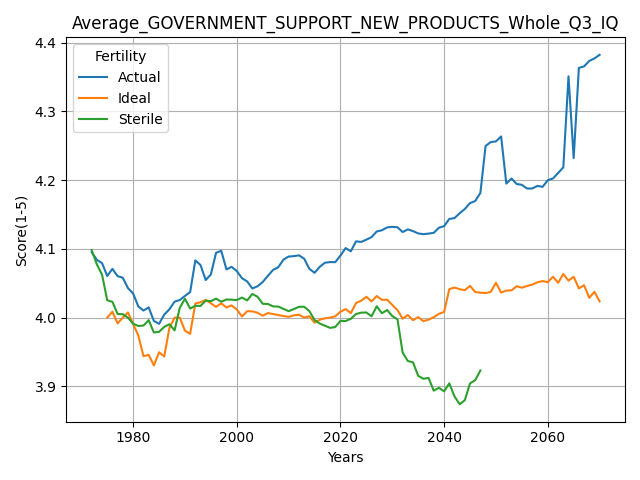 Average_GOVERNMENT_SUPPORT_NEW_PRODUCTS_Whole_Q3_IQ
Fertility
Actual
Ideal
Sterile
Score(1-5)
4.4
4.3
4.2
4.1
4.0
3.9
1980 2000 2020 2040 2060
Years